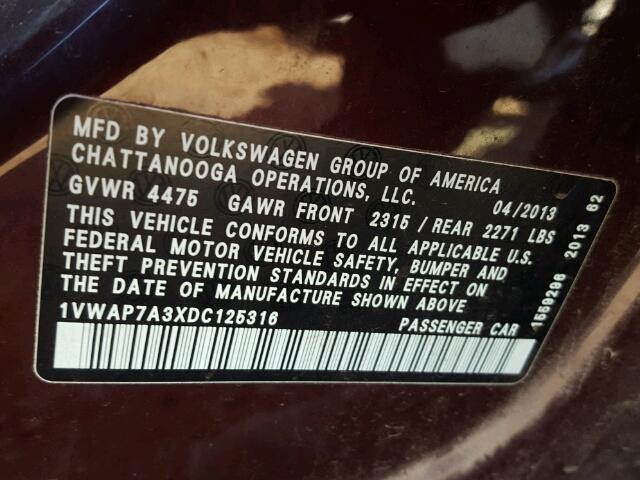 MFD BY VOLKSWAGEN GROUP OF AMERICA
CHATTANOOGA OPERATIONS, LLC.
04/2013
GVWR 4475 GAWR FRONT 2315 / REAR 2271 LBS
THIS VEHICLE CONFORMS TO ALL APPLICABLE U.S.
FEDERAL MOTOR VEHICLE SAFETY, BUMPER AND
THEFT PREVENTION STANDARDS IN EFFECT ON
THE DATE OF MANUFACTURE SHOWN ABOVE
1VWAP7A3XDC125316
PASSENGER CAR
1569296 2013 62